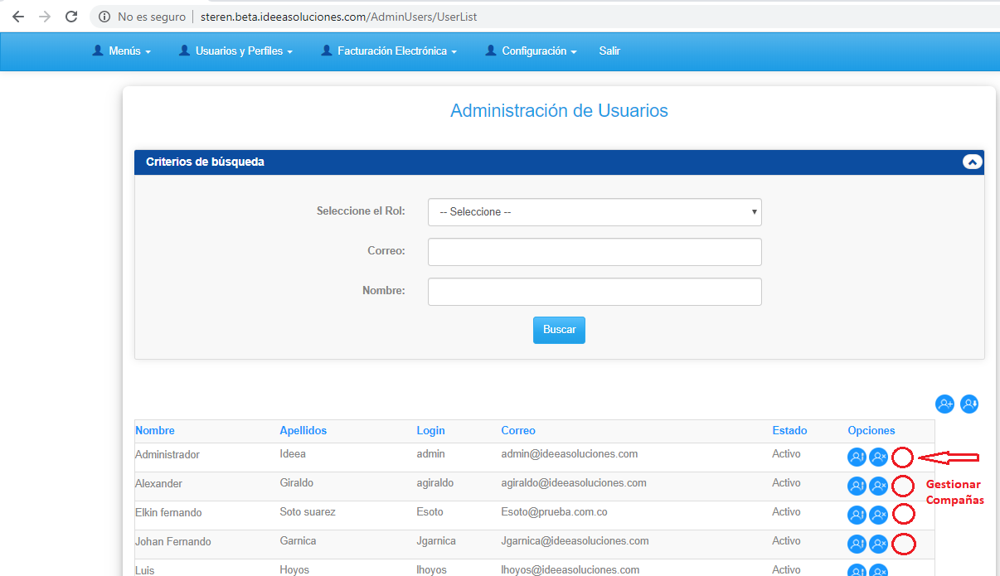 No es seguro | steren.beta.ideeasoluciones.com/AdminUsers/UserList
Menús Usuarios y Perfiles Facturación Electrónica Configuración Salir
Administración de Usuarios
Criterios de búsqueda
Seleccione el Rol: -- Seleccione --
Correo:
Nombre:
Buscar
Nombre Apellidos Login Correo Estado Opciones
Administrador Ideea admin admin@ideeasoluciones.com Activo
Alexander Giraldo agiraldo agiraldo@ideeasoluciones.com Activo
Gestionar
Compañas
Elkin fernando Soto suarez Esoto Esoto@prueba.com.co Activo
Johan Fernando Garnica Jgarnica Jgarnica@ideeasoluciones.com Activo
Luis Hoyos lhoyos lhoyos@ideeasoluciones.com Activo